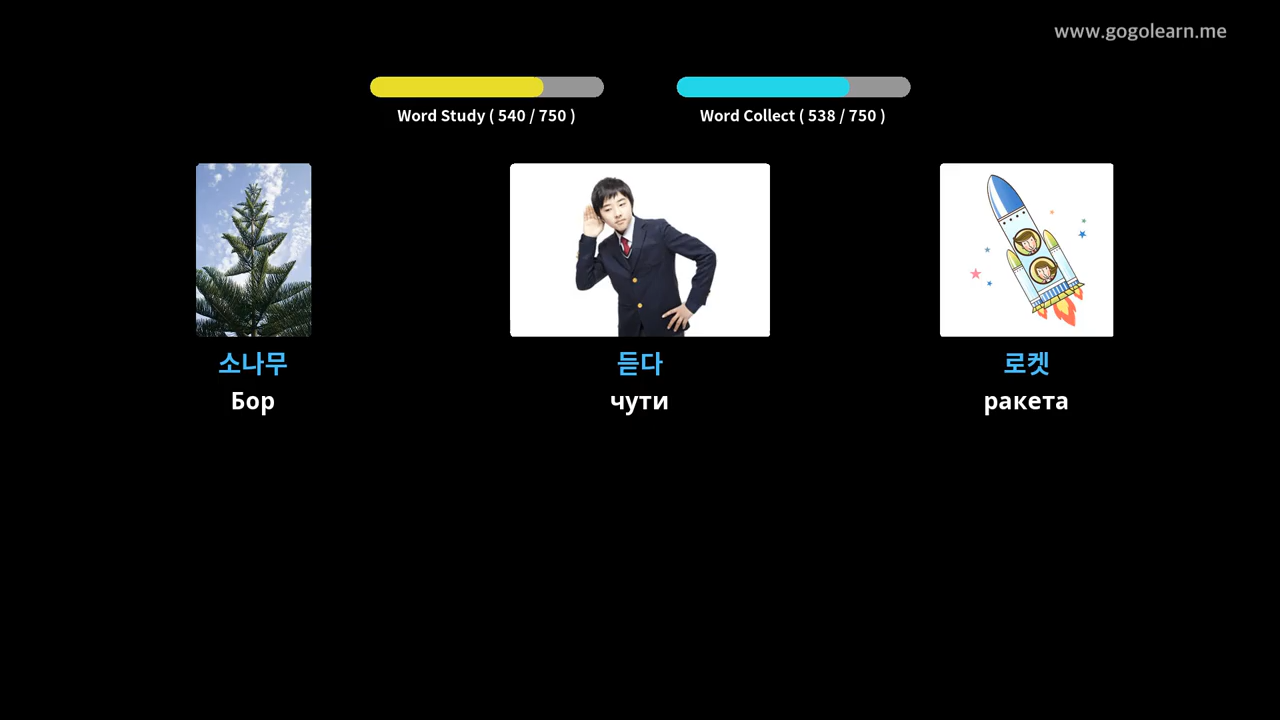 www.gogolearn.me
Word Study ( 540 / 750 )
Word Collect ( 538 / 750 )
소나무
듣다
로켓
Бор
чути
ракета